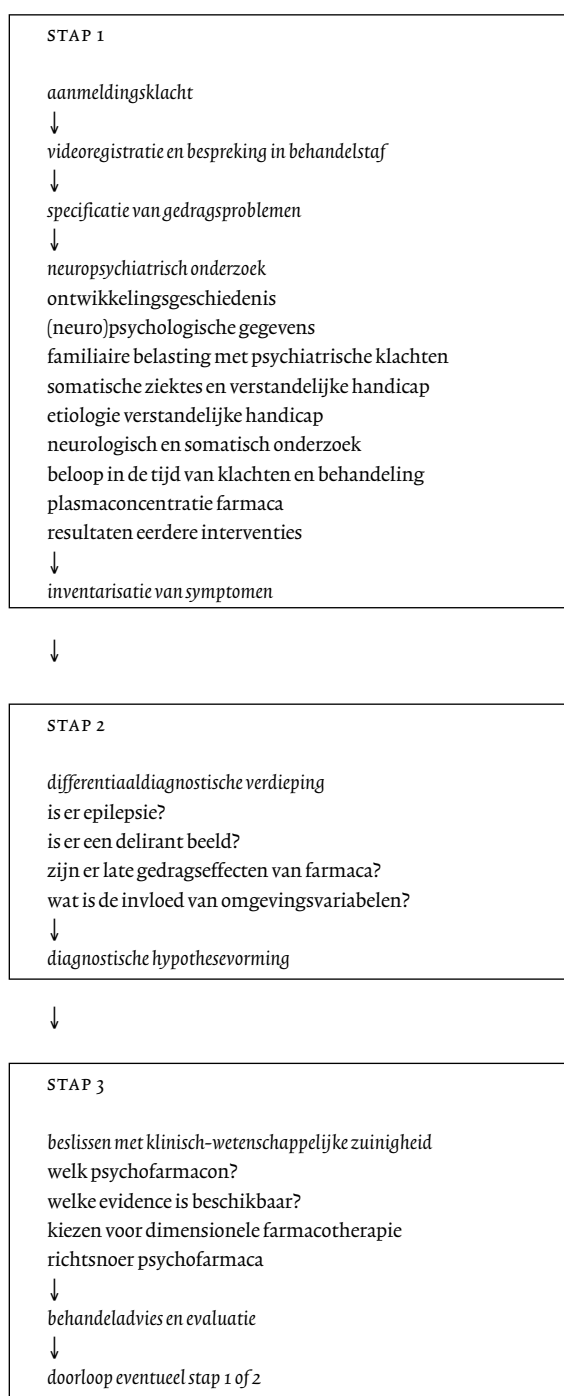 STAP 1
aanmeldingsklacht
↓
videoregistratie en bespreking in behandelstaf
↓
specificatie van gedragsproblemen
↓
neuropsychiatrisch onderzoek
ontwikkelingsgeschiedenis
(neuro)psychologische gegevens
familiaire belasting met psychiatrische klachten
somatische ziektes en verstandelijke handicap
etiologie verstandelijke handicap
neurologisch en somatisch onderzoek
beloop in de tijd van klachten en behandeling
plasmaconcentratie farmaca
resultaten eerdere interventies
↓
inventarisatie van symptomen
↓
STAP 2
differentiaaldiagnostische verdieping
is er epilepsie?
is er een delirant beeld?
zijn er late gedragseffecten van farmaca?
wat is de invloed van omgevingsvariabelen?
↓
diagnostische hypothesevorming
↓
STAP 3
beslissen met klinisch-wetenschappelijke zuinigheid
welk psychofarmacon?
welke evidence is beschikbaar?
kiezen voor dimensionele farmacotherapie
richtsnoer psychofarmaca
↓
behandeladvies en evaluatie
↓
doorloop eventueel stap 1 of 2